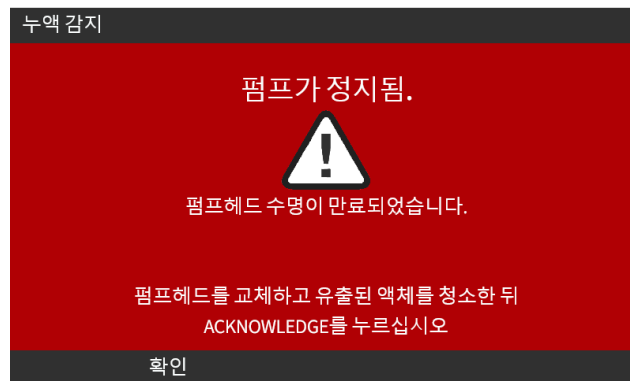 누액 감지
펌프가 정지됨.
펌프헤드 수명이 만료되었습니다.
펌프헤드를 교체하고 유출된 액체를 청소한 뒤
ACKNOWLEDGE를 누르십시오
확인